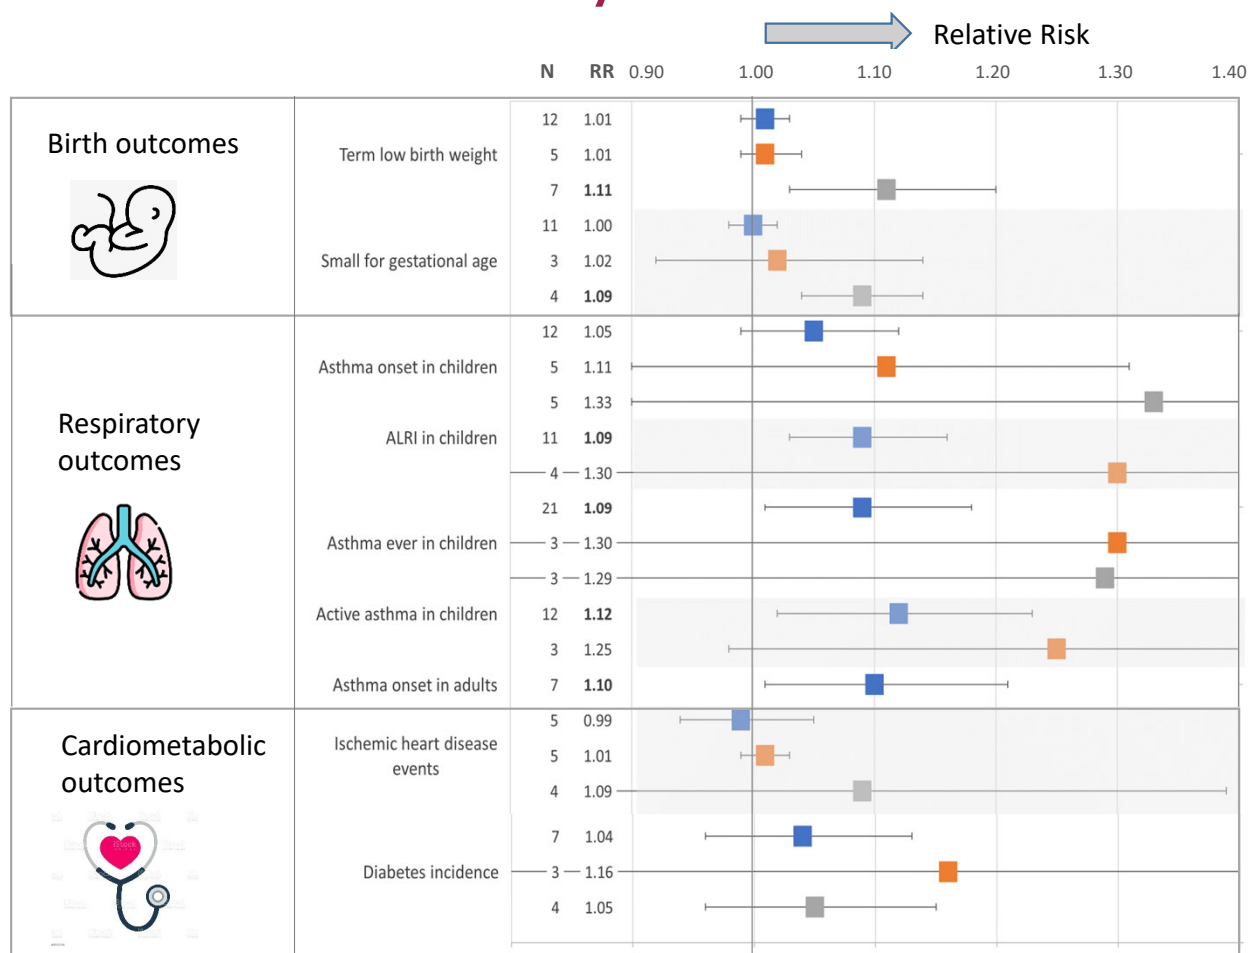 Relative Risk
N RR 0.90 1.00 1.10 1.20 1.30 1.40
Birth outcomes
Term low birth weight
12 1.01
5 1.01
7 1.11
Small for gestational age
11 1.00
3 1.02
4 1.09
Respiratory
outcomes
Asthma onset in children
12 1.05
5 1.11
5 1.33
ALRI in children
11 1.09
4 1.30
Asthma ever in children
21 1.09
3 1.30
3 1.29
Active asthma in children
12 1.12
3 1.25
Asthma onset in adults
7 1.10
Cardiometabolic
outcomes
Ischemic heart disease
events
5 0.99
5 1.01
4 1.09
Diabetes incidence
7 1.04
3 1.16
4 1.05
iStock